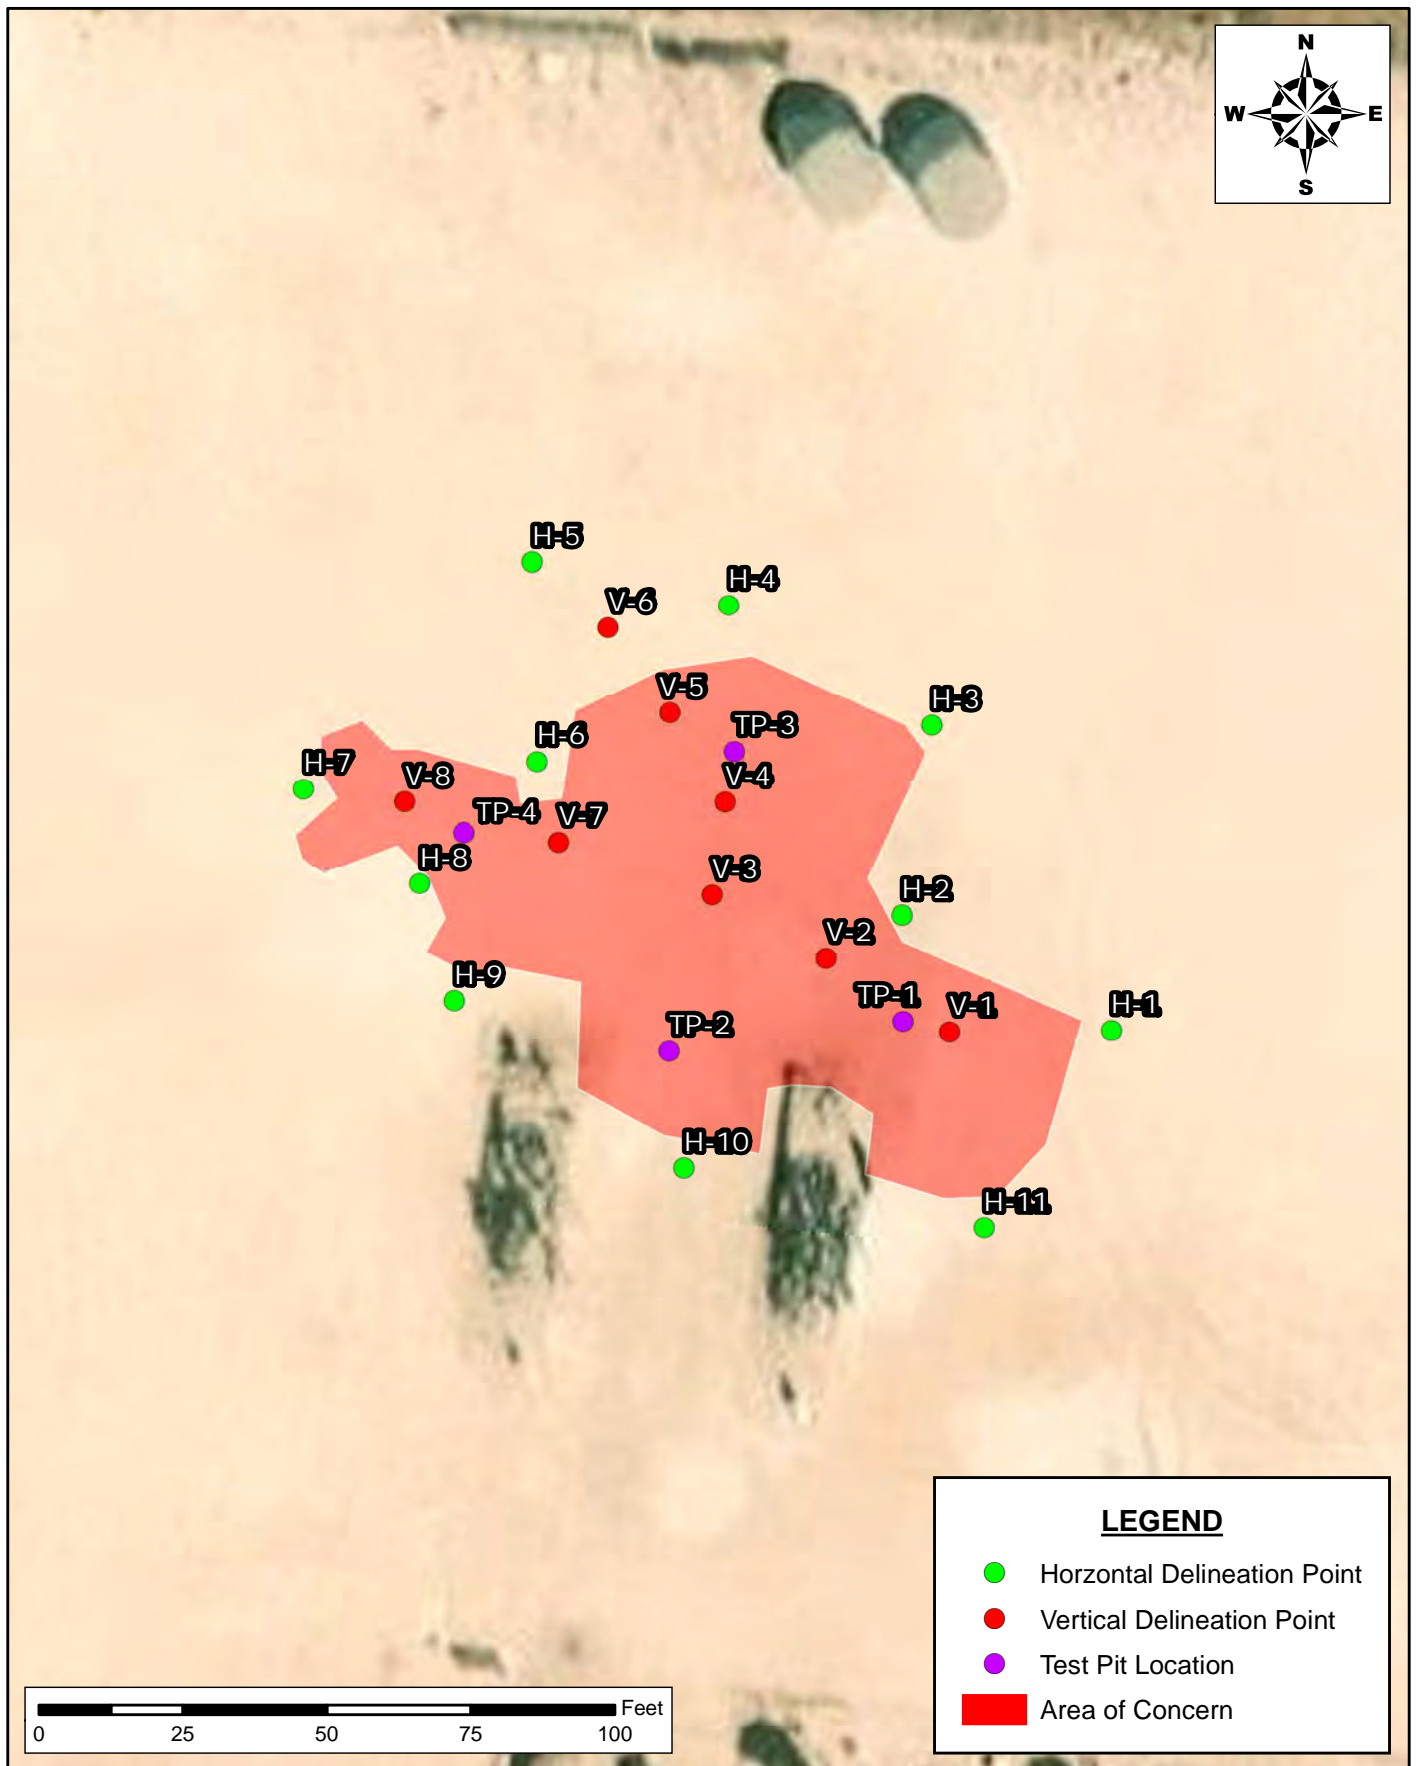 N
W E
S
H-5
H-4
V-6
V-5
H-3
TP-3
H-6
H-7
V-8
V-4
TP-4
V-7
H-8
V-3
H-2
V-2
H-9
TP-1
V-1
H-1
TP-2
H-10
H-11
LEGEND
Horzontal Delineation Point
Vertical Delineation Point
Test Pit Location
Area of Concern
Feet
0 25 50 75 100